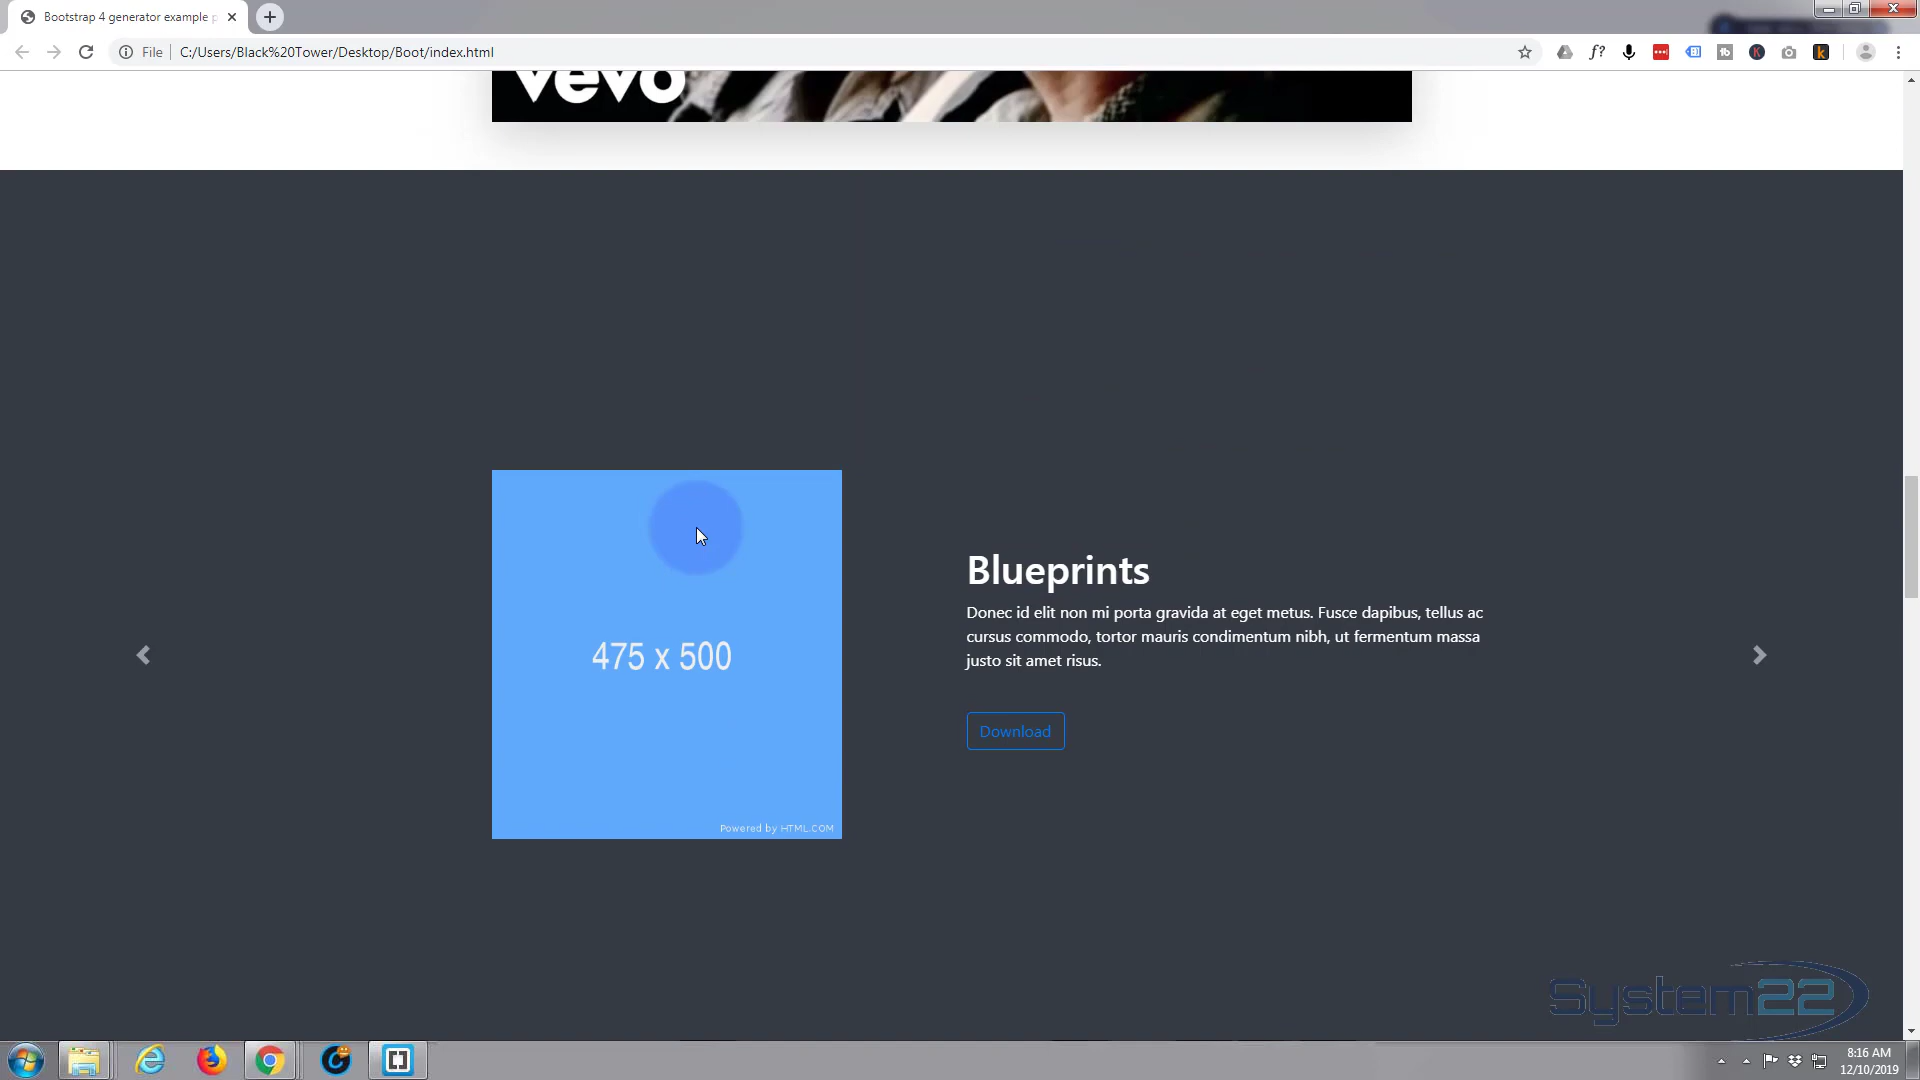 Bootstrap 4 generator example p
File
C:/Users/Black%20Tower/Desktop/Boot/index.html
vevo
475 x 500
Powered by HTML.COM
Blueprints
Donec id elit non mi porta gravida at eget metus. Fusce dapibus, tellus ac
cursus commodo, tortor mauris condimentum nibh, ut fermentum massa
justo sit amet risus.
Download
System22
8:16 AM
12/10/2019